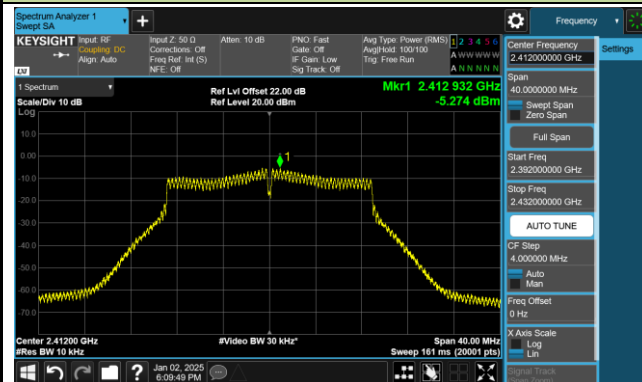 Spectrum Analyzer 1
Swept SA
Frequency
KEYSIGHT
Input: RF
Coupling: DC
Align: Auto
Input Z: 50 Ω
Corrections: Off
Freq Ref: Int (S)
NFE: Off
Atten: 10 dB
PNO: Fast
Gate: Off
IF Gain: Low
Sig Track: Off
Avg Type: Power (RMS)
Avg|Hold: 100/100
Trig: Free Run
1 2 3 4 5 6
A W W W W W
A N N N N N
LXI
1 Spectrum
Scale/Div 10 dB
Log
Ref Lvl Offset 22.00 dB
Ref Level 20.00 dBm
Mkr1 2.412 932 GHz
-5.274 dBm
1
10.0
0.00
-10.0
-20.0
-30.0
-40.0
-50.0
-60.0
-70.0
Center 2.41200 GHz
#Res BW 10 kHz
#Video BW 30 kHz*
Span 40.00 MHz
Sweep 161 ms (20001 pts)
Center Frequency
2.412000000 GHz
Settings
Span
40.0000000 MHz
Swept Span
Zero Span
Full Span
Start Freq
2.392000000 GHz
Stop Freq
2.432000000 GHz
AUTO TUNE
CF Step
4.000000 MHz
Auto
Man
Freq Offset
0 Hz
X Axis Scale
Log
Lin
Signal Track
(Span Zoom)
Jan 02, 2025
6:09:49 PM